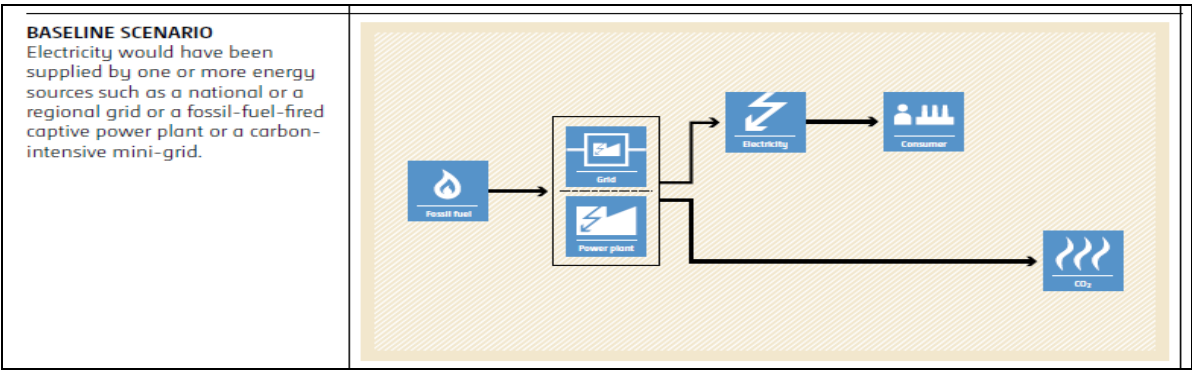 BASELINE SCENARIO
Electricity would have been
supplied by one or more energy
sources such as a national or a
regional grid or a fossil-fuel-fired
captive power plant or a carbon-
intensive mini-grid.
Fossil fuel
Grid
Power plant
Electricity
Consumer
CO₂